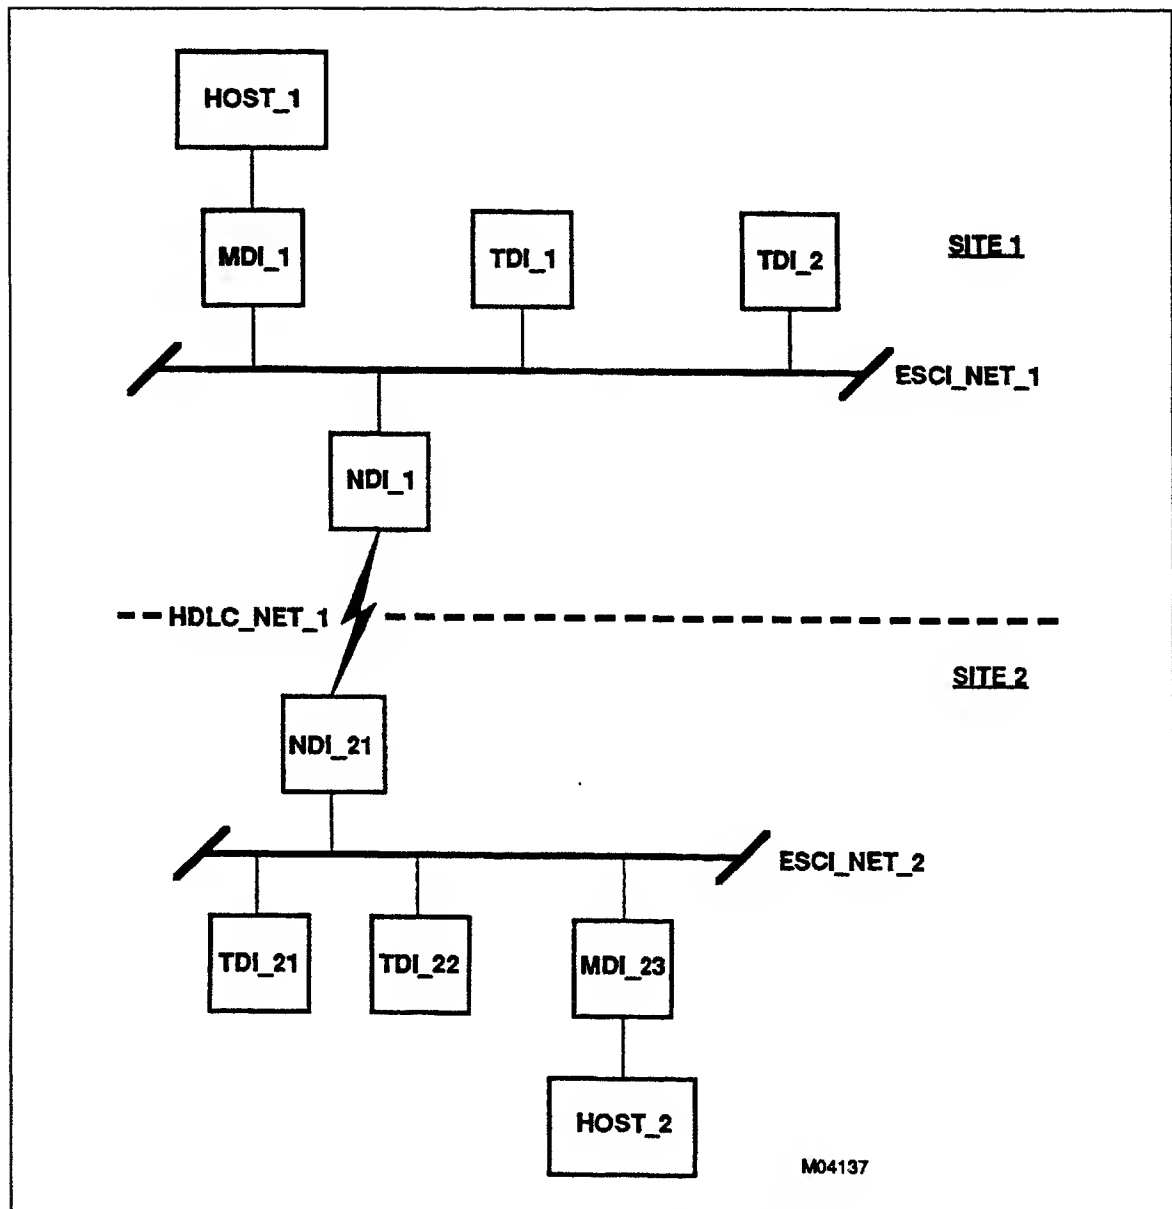 HOST_1
MDI_1
TDI_1
TDI_2
SITE 1
ESCI_NET_1
NDI_1
HDLC_NET_1
SITE 2
NDI_21
ESCI_NET_2
TDI_21
TDI_22
MDI_23
HOST_2
M04137